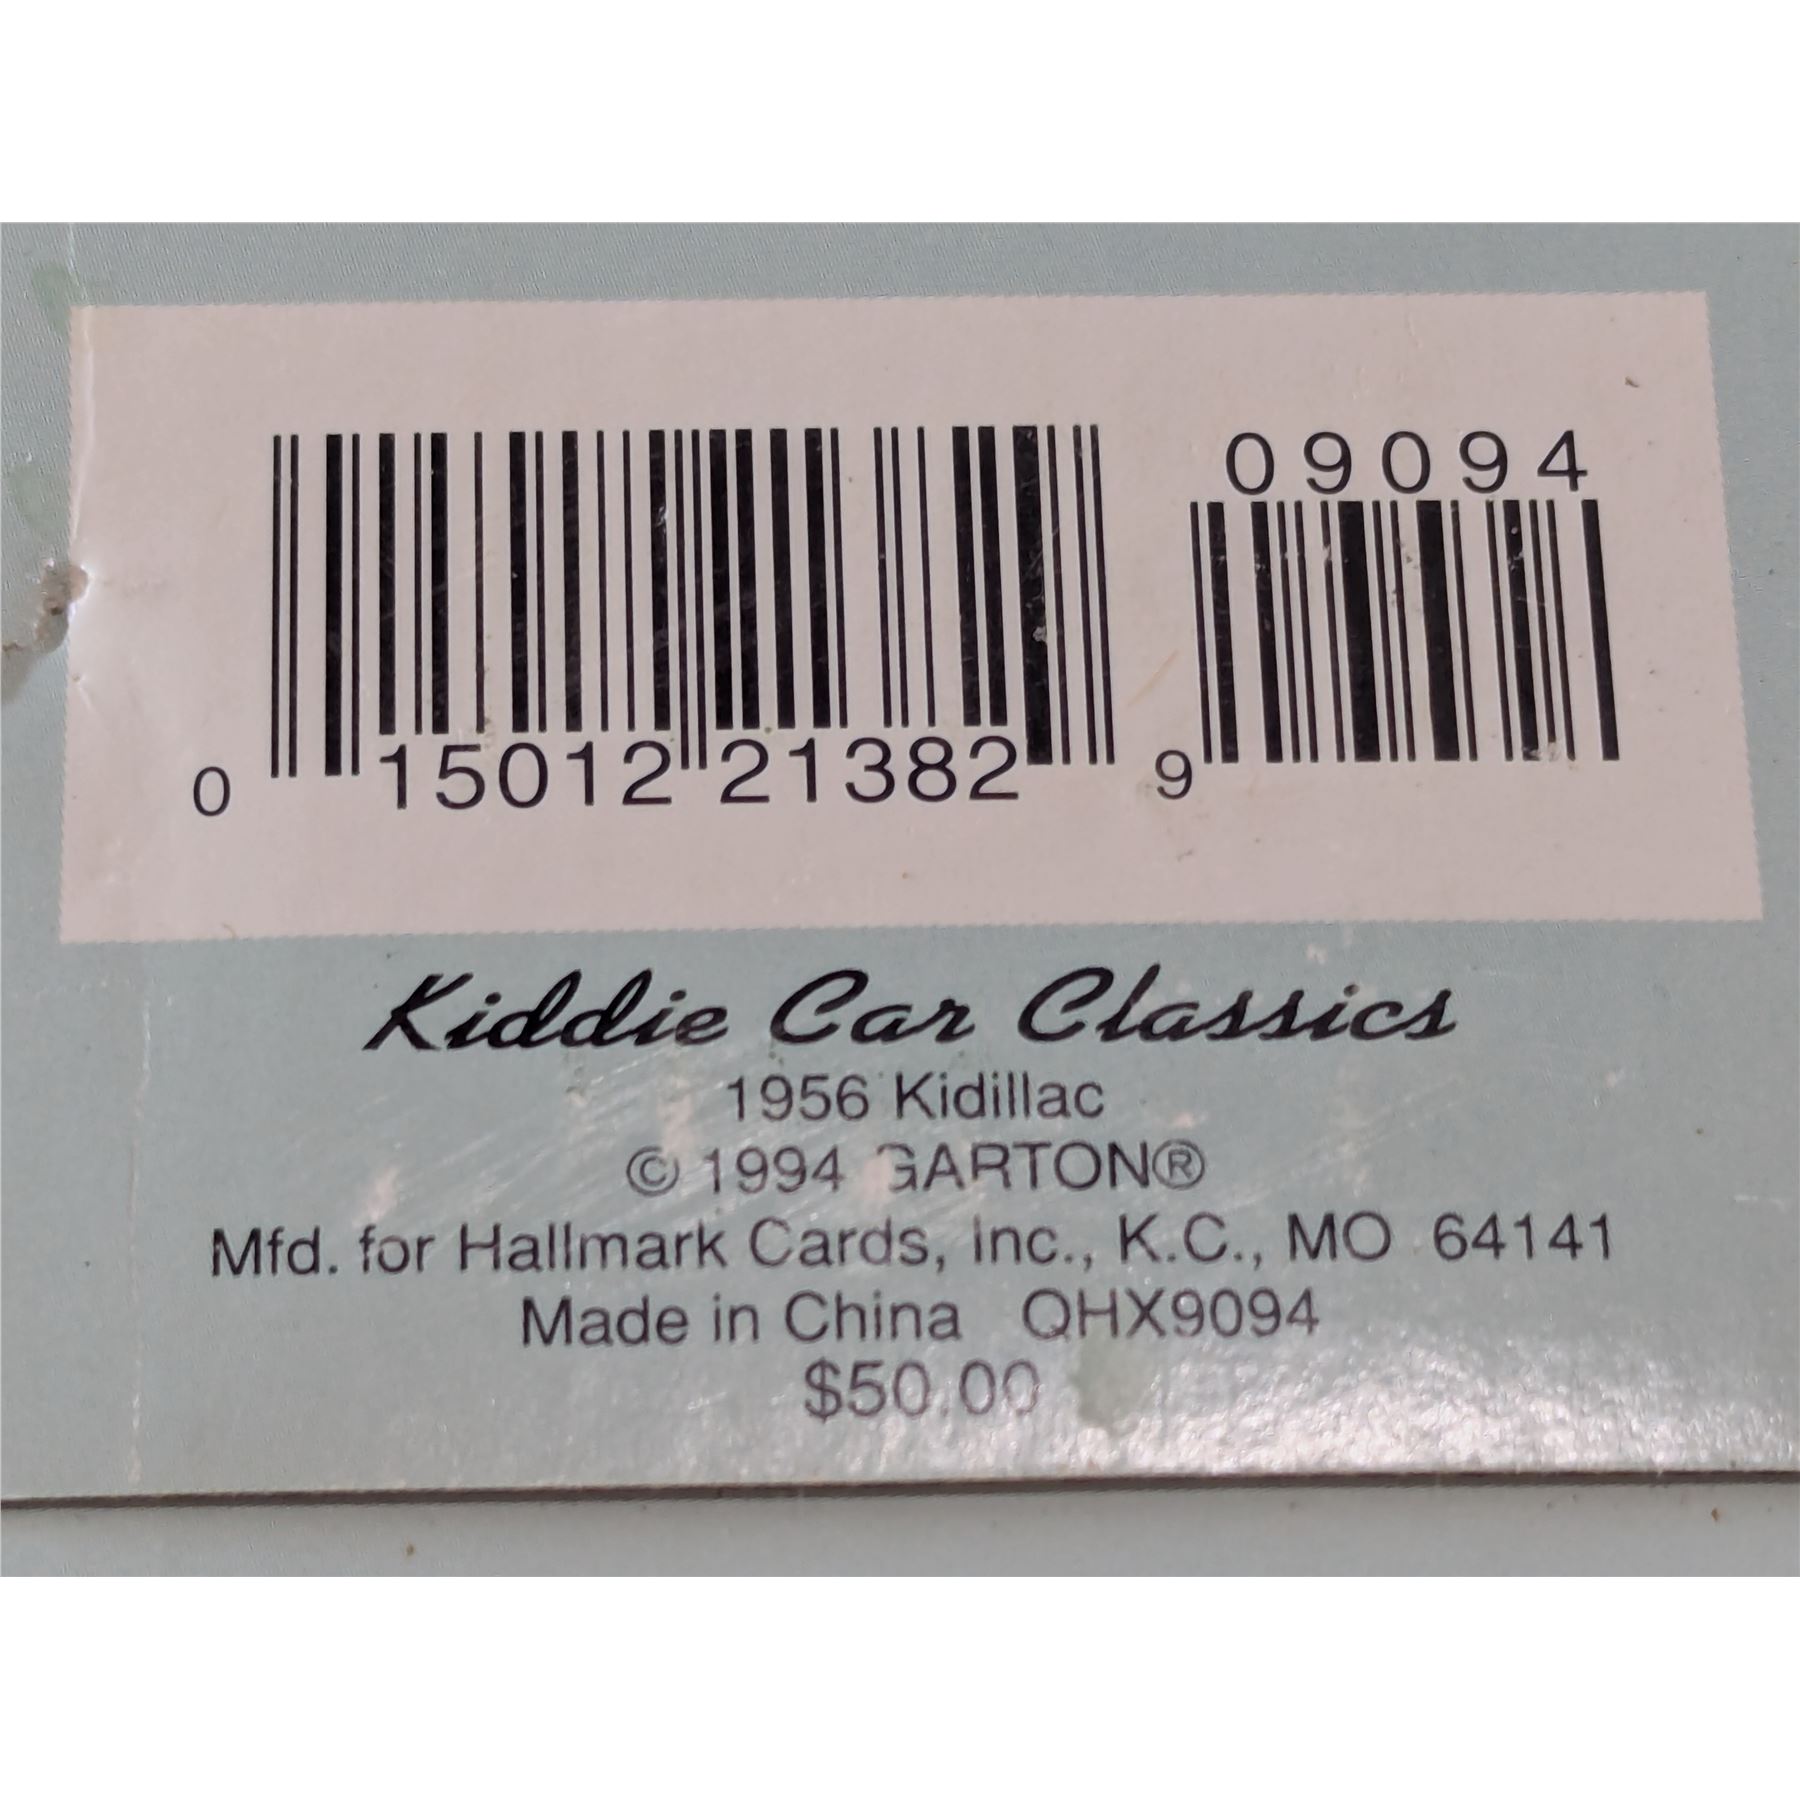 09094
0 15012 21382 9
Kiddie Car Classics
1956 Kidillac
© 1994 GARTON®
Mfd. for Hallmark Cards, Inc., K.C., MO 64141
Made in China QHX9094
$50.00